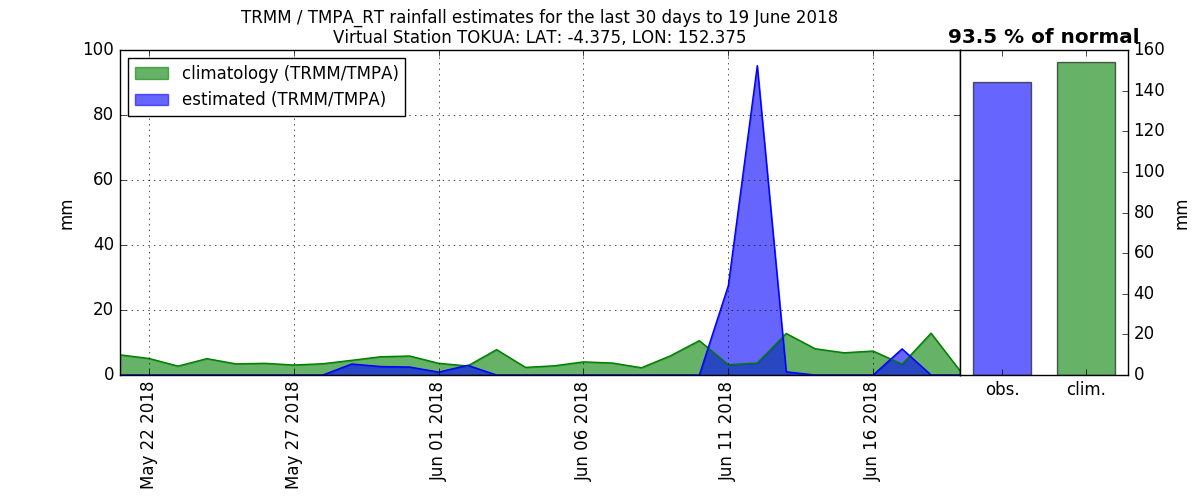 TRMM / TMPA_RT rainfall estimates for the last 30 days to 19 June 2018
Virtual Station TOKUA: LAT: -4.375, LON: 152.375
93.5 % of normal
climatology (TRMM/TMPA)
estimated (TRMM/TMPA)
100
80
60
40
20
0
mm
May 22 2018
May 27 2018
Jun 01 2018
Jun 06 2018
Jun 11 2018
Jun 16 2018
160
140
120
100
80
60
40
20
0
mm
obs.
clim.